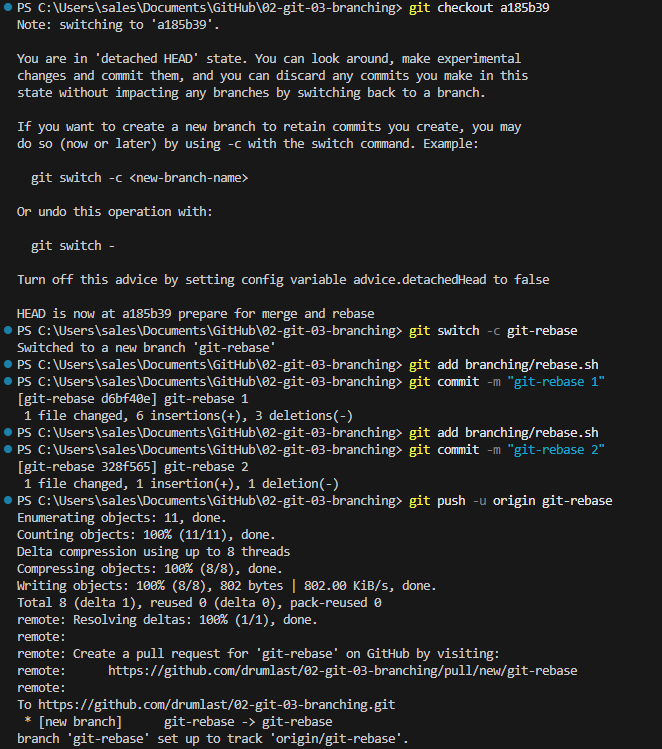 PS C:\Users\sales\Documents\GitHub\02-git-03-branching> git checkout a185b39
Note: switching to 'a185b39'.
You are in 'detached HEAD' state. You can look around, make experimental
changes and commit them, and you can discard any commits you make in this
state without impacting any branches by switching back to a branch.
If you want to create a new branch to retain commits you create, you may
do so (now or later) by using -c with the switch command. Example:
git switch -c <new-branch-name>
Or undo this operation with:
git switch -
Turn off this advice by setting config variable advice.detachedHead to false
HEAD is now at a185b39 prepare for merge and rebase
PS C:\Users\sales\Documents\GitHub\02-git-03-branching> git switch -c git-rebase
Switched to a new branch 'git-rebase'
PS C:\Users\sales\Documents\GitHub\02-git-03-branching> git add branching/rebase.sh
PS C:\Users\sales\Documents\GitHub\02-git-03-branching> git commit -m "git-rebase 1"
[git-rebase d6bf40e] git-rebase 1
1 file changed, 6 insertions(+), 3 deletions(-)
PS C:\Users\sales\Documents\GitHub\02-git-03-branching> git add branching/rebase.sh
PS C:\Users\sales\Documents\GitHub\02-git-03-branching> git commit -m "git-rebase 2"
[git-rebase 328f565] git-rebase 2
1 file changed, 1 insertion(+), 1 deletion(-)
PS C:\Users\sales\Documents\GitHub\02-git-03-branching> git push -u origin git-rebase
Enumerating objects: 11, done.
Counting objects: 100% (11/11), done.
Delta compression using up to 8 threads
Compressing objects: 100% (8/8), done.
Writing objects: 100% (8/8), 802 bytes | 802.00 KiB/s, done.
Total 8 (delta 1), reused 0 (delta 0), pack-reused 0
remote: Resolving deltas: 100% (1/1), done.
remote:
remote: Create a pull request for 'git-rebase' on GitHub by visiting:
remote:      https://github.com/drumlast/02-git-03-branching/pull/new/git-rebase
remote:
To https://github.com/drumlast/02-git-03-branching.git
* [new branch]      git-rebase -> git-rebase
branch 'git-rebase' set up to track 'origin/git-rebase'.